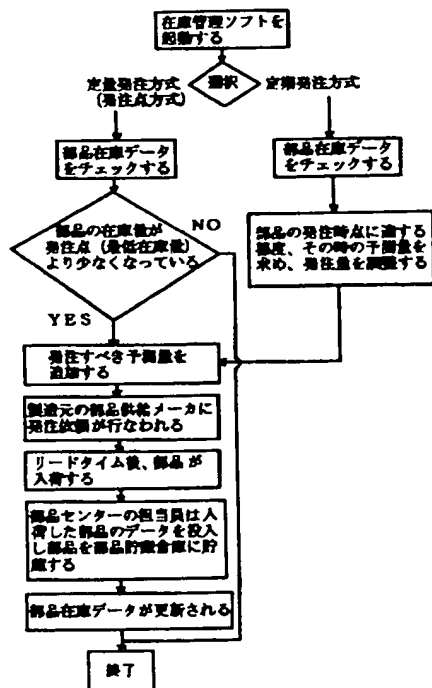 在庫管理ソフトを
起動する
選択
定量発注方式
(発注点方式)
定期発注方式
部品在庫データ
をチェックする
部品在庫データ
をチェックする
部品の在庫量が
発注点(最低在庫量)
より少なくなっている
NO
YES
部品の発注時点に達する
都度、その時の予測量を
求め、発注量を調整する
発注すべき予測量を
追加する
製造元の部品供給メーカに
発注依頼が行なわれる
リードタイム後、部品が
入荷する
部品センターの担当員は入
荷した部品のデータを投入
し部品を部品貯蔵倉庫に貯
蔵する
部品在庫データが更新される
終了